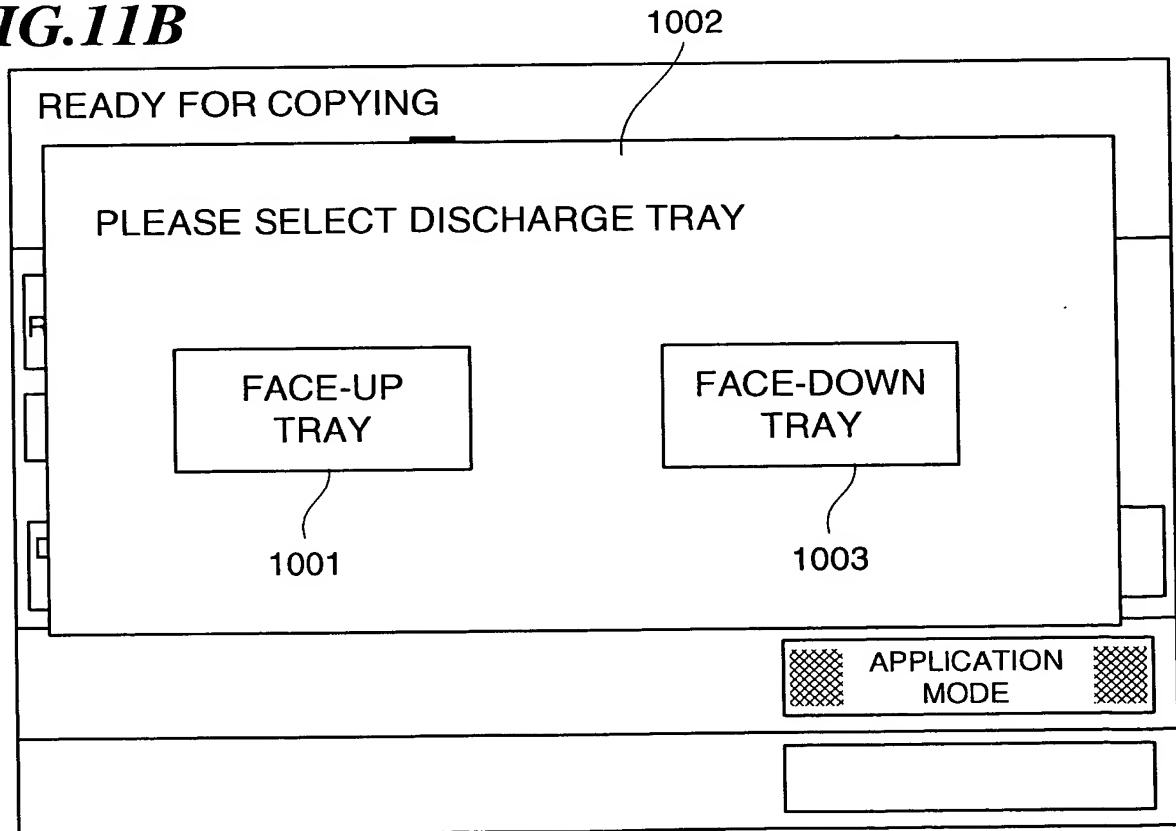 IG.11B
1002
READY FOR COPYING
PLEASE SELECT DISCHARGE TRAY
R
FACE-UP
TRAY
FACE-DOWN
TRAY
1001
1003
APPLICATION
MODE